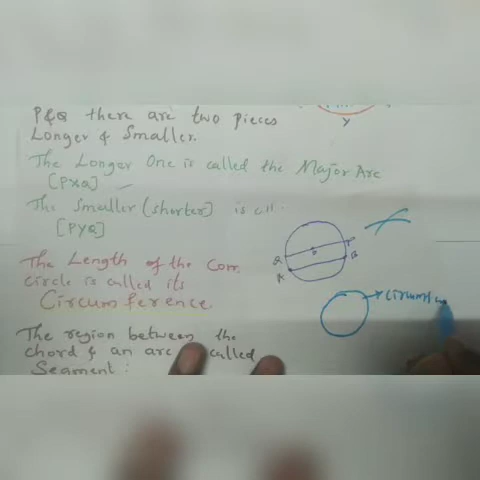 P&Q there are two pieces
Longer & Smaller.
The Longer One is called the Major Arc
[PXQ]
The Smaller (shorter) is
[PYQ]
The Length of the Com.
circle is called its
Circumference
The region between the
chord & an arc called
Segment:
Y
P
O
Q
B
A